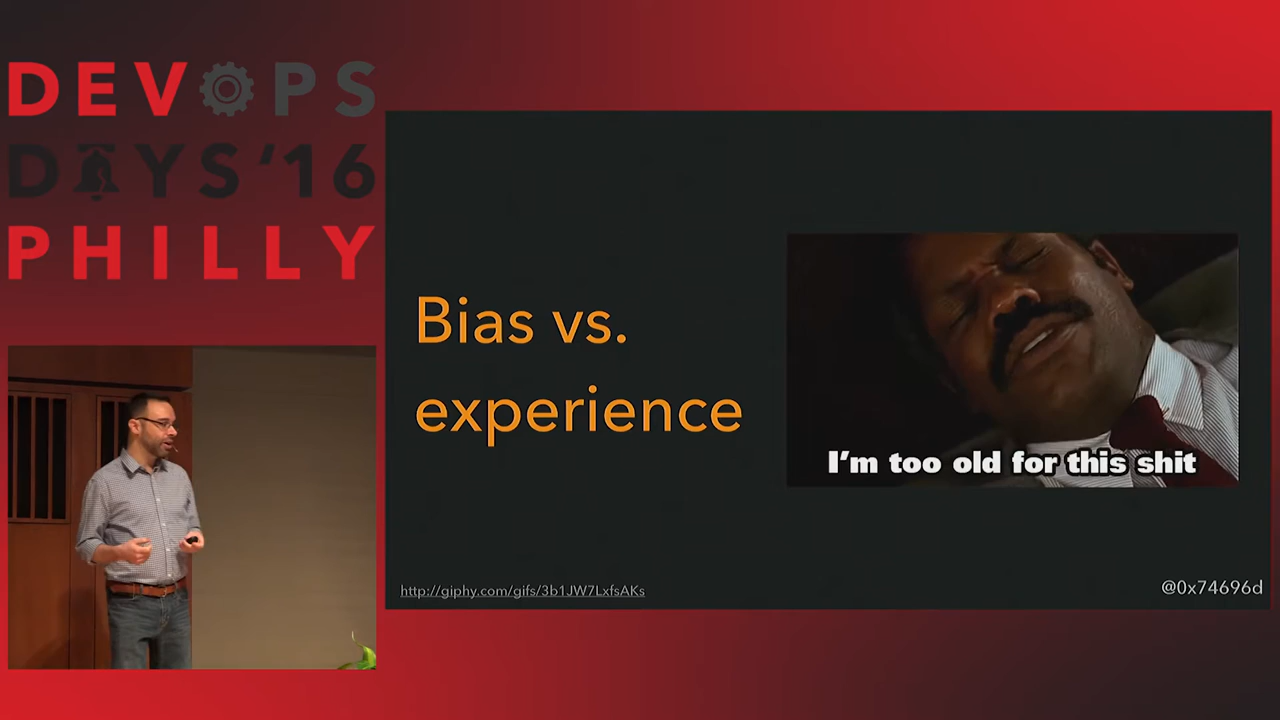 DEVOPS
DAYS '16
PHILLY
Bias vs.
experience
I'm too old for this shit
http://giphy.com/gifs/3b1JW7LxfsAKs
@0x74696d